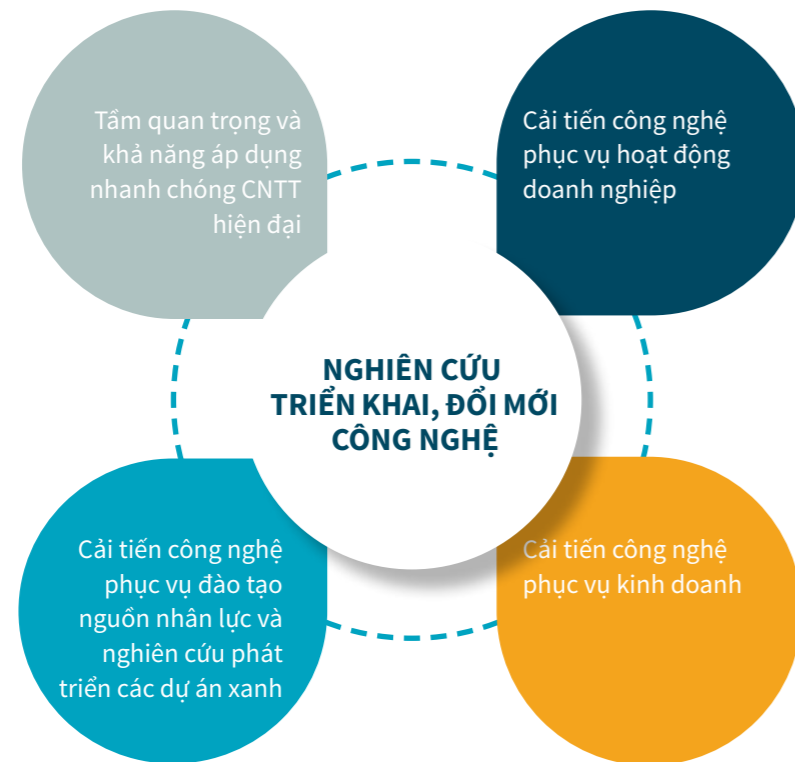 Tầm quan trọng và
khả năng áp dụng
nhanh chóng CNTT
hiện đại
Cải tiến công nghệ
phục vụ hoạt động
doanh nghiệp
NGHIÊN CỨU
TRIỂN KHAI, ĐỔI MỚI
CÔNG NGHỆ
Cải tiến công nghệ
phục vụ đào tạo
nguồn nhân lực và
nghiên cứu phát
triển các dự án xanh
Cải tiến công nghệ
phục vụ kinh doanh